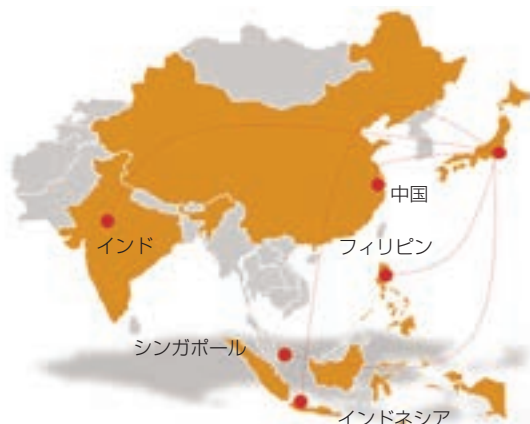 中国
インド
フィリピン
シンガポール
インドネシア